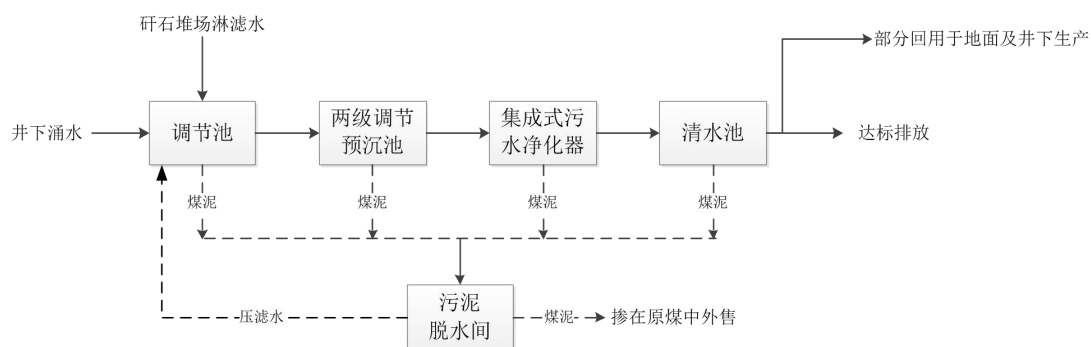 矸石堆场淋滤水
部分回用于地面及井下生产
井下涌水
调节池
两级调节
预沉池
集成式污
水净化器
清水池
达标排放
煤泥
煤泥
煤泥
煤泥
污泥
脱水间
压滤水
煤泥
掺在原煤中外售